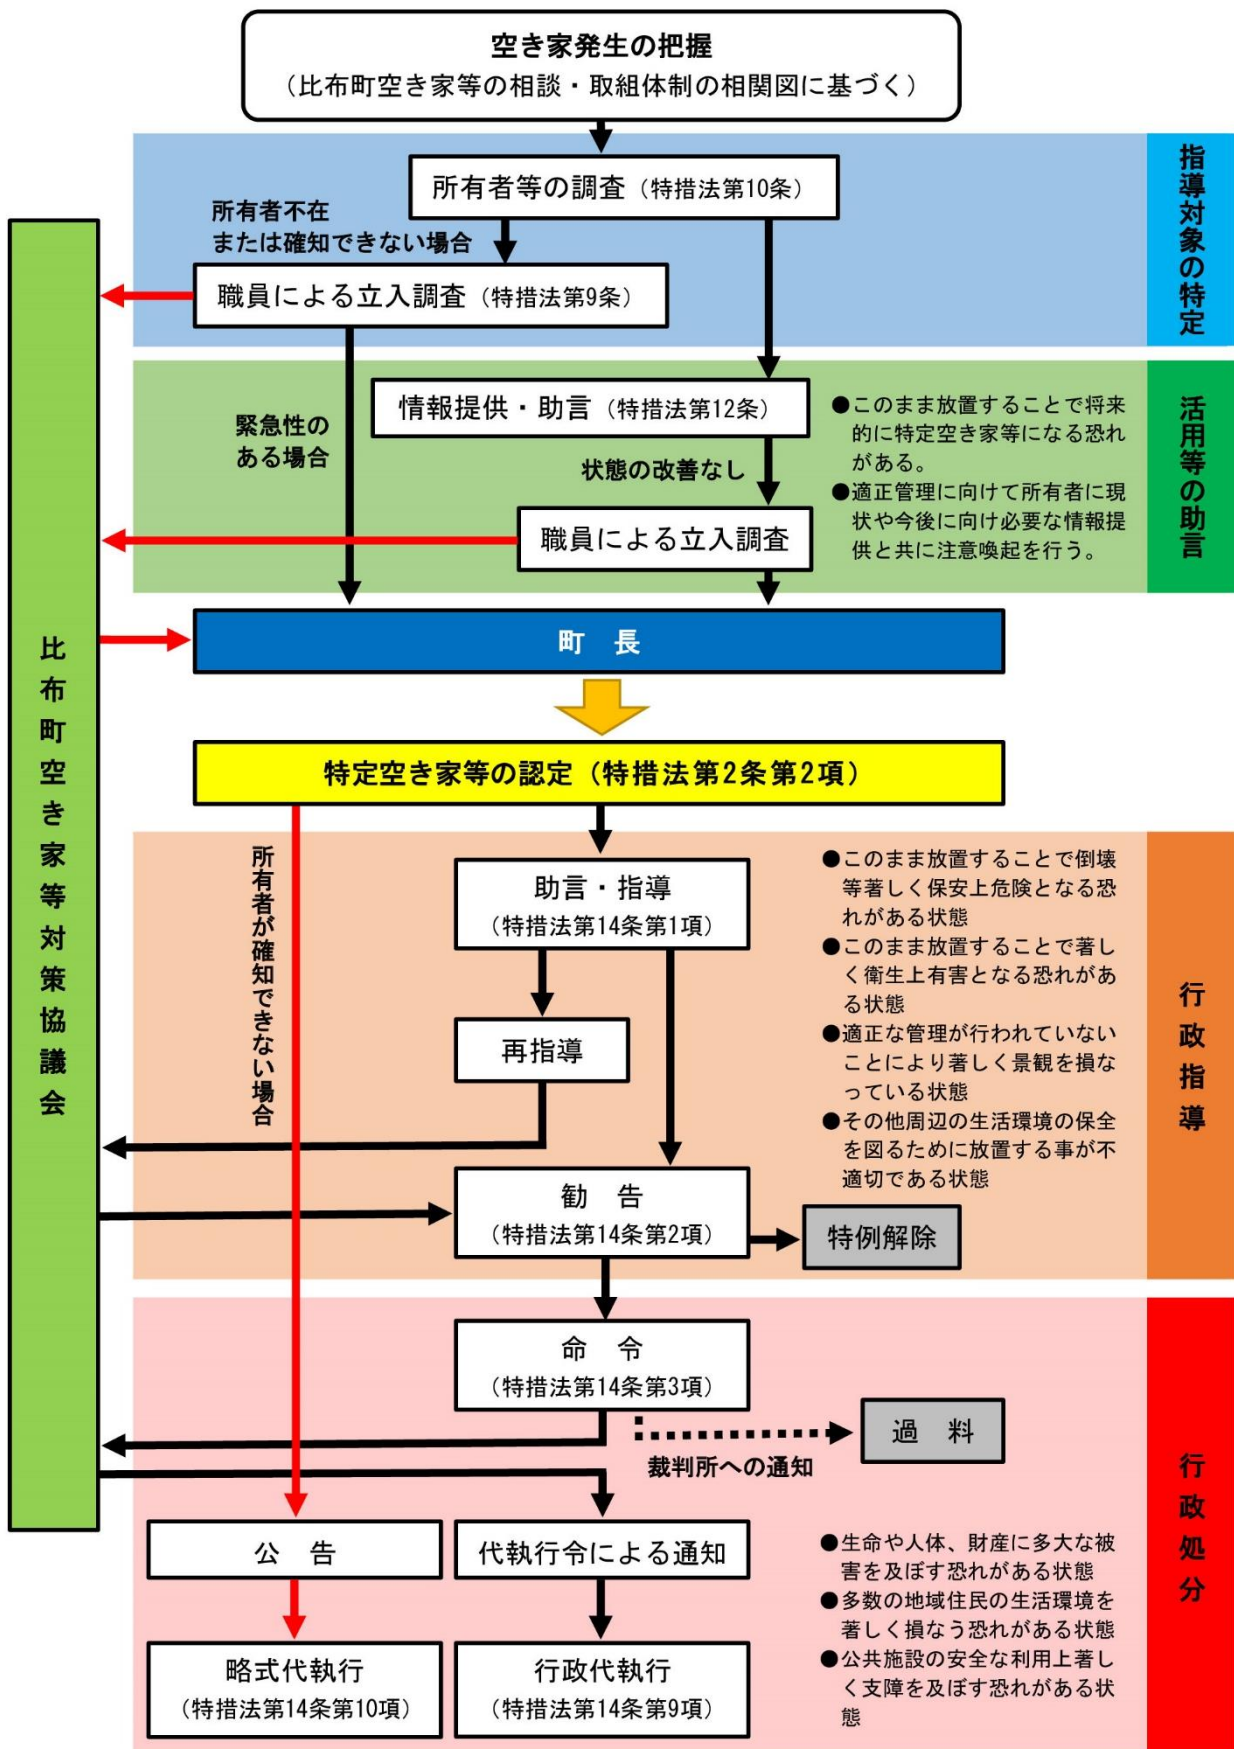 空き家発生の把握
（比布町空き家等の相談・取組体制の相関図に基づく）
指導対象の特定
所有者等の調査（特措法第10条）
所有者不在
または確知できない場合
職員による立入調査（特措法第9条）
活用等の助言
情報提供・助言（特措法第12条）
緊急性の
ある場合
状態の改善なし
職員による立入調査
●このまま放置することで将来
的に特定空き家等になる恐れ
がある。
●適正管理に向けて所有者に現
状や今後に向け必要な情報提
供と共に注意喚起を行う。
比布町空き家等対策協議会
町　長
特定空き家等の認定（特措法第2条第2項）
所有者が確知できない場合
行政指導
助言・指導
（特措法第14条第1項）
再指導
勧　告
（特措法第14条第2項）
特例解除
●このまま放置することで倒壊
等著しく保安上危険となる恐
れがある状態
●このまま放置することで著し
く衛生上有害となる恐れがあ
る状態
●適正な管理が行われていない
ことにより著しく景観を損な
っている状態
●その他周辺の生活環境の保全
を図るために放置する事が不
適切である状態
行政処分
命　令
（特措法第14条第3項）
過　料
裁判所への通知
公　告
代執行令による通知
略式代執行
（特措法第14条第10項）
行政代執行
（特措法第14条第9項）
●生命や人体、財産に多大な被
害を及ぼす恐れがある状態
●多数の地域住民の生活環境を
著しく損なう恐れがある状態
●公共施設の安全な利用上著し
く支障を及ぼす恐れがある状
態